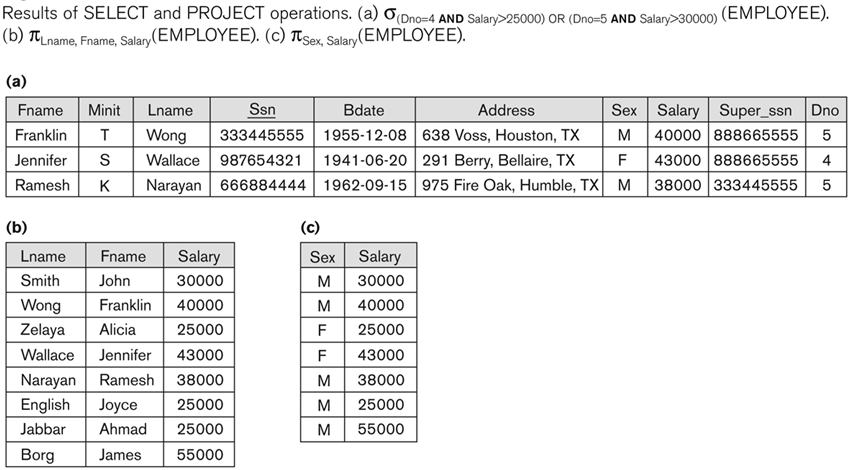 Results of SELECT and PROJECT operations. (a) σ(Dno=4 AND Salary>25000) OR (Dno=5 AND Salary>30000) (EMPLOYEE).
(b) πLname, Fname, Salary(EMPLOYEE). (c) πSex, Salary(EMPLOYEE).
(a)
Fname Minit Lname Ssn Bdate Address Sex Salary Super_ssn Dno
Franklin T Wong 333445555 1955-12-08 638 Voss, Houston, TX M 40000 888665555 5
Jennifer S Wallace 987654321 1941-06-20 291 Berry, Bellaire, TX F 43000 888665555 4
Ramesh K Narayan 666884444 1962-09-15 975 Fire Oak, Humble, TX M 38000 333445555 5
(b)
Lname Fname Salary
Smith John 30000
Wong Franklin 40000
Zelaya Alicia 25000
Wallace Jennifer 43000
Narayan Ramesh 38000
English Joyce 25000
Jabbar Ahmad 25000
Borg James 55000
(c)
Sex Salary
M 30000
M 40000
F 25000
F 43000
M 38000
M 25000
M 55000